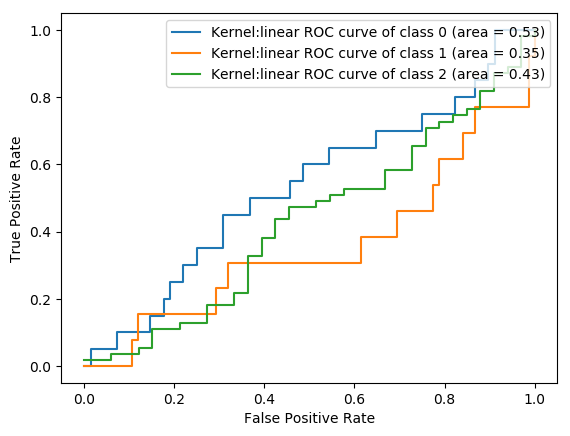 Kernel:linear ROC curve of class 0 (area = 0.53)
Kernel:linear ROC curve of class 1 (area = 0.35)
Kernel:linear ROC curve of class 2 (area = 0.43)
1.0
0.8
0.6
0.4
0.2
0.0
True Positive Rate
0.0 0.2 0.4 0.6 0.8 1.0
False Positive Rate